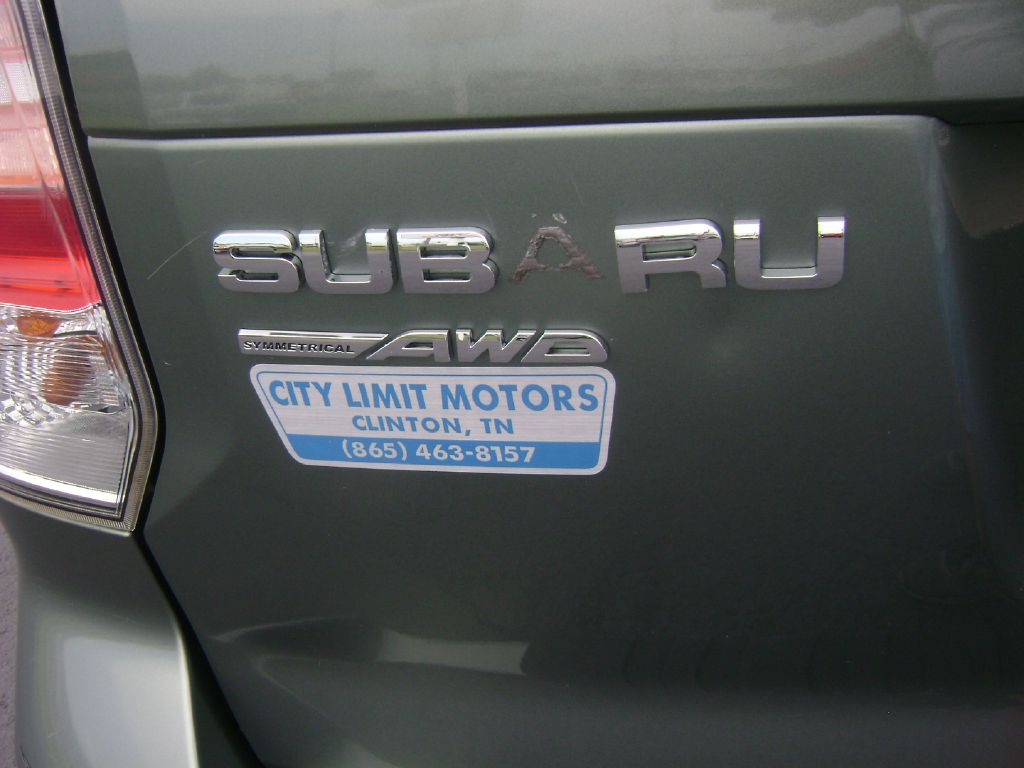 SUBARU
SYMMETRICAL AWD
CITY LIMIT MOTORS
CLINTON, TN
(865) 463-8157